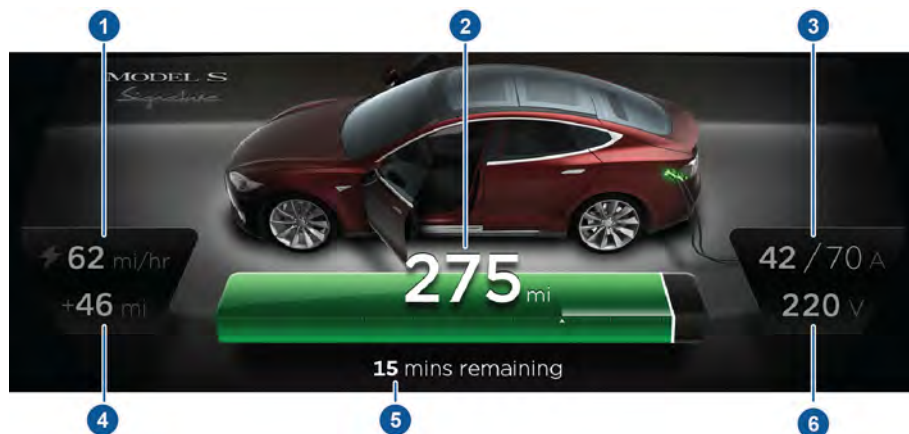 1
2
3
MODEL S
Signature
62 mi/hr
42 / 70 A
275 mi
+46 mi
220 V
15 mins remaining
4
5
6